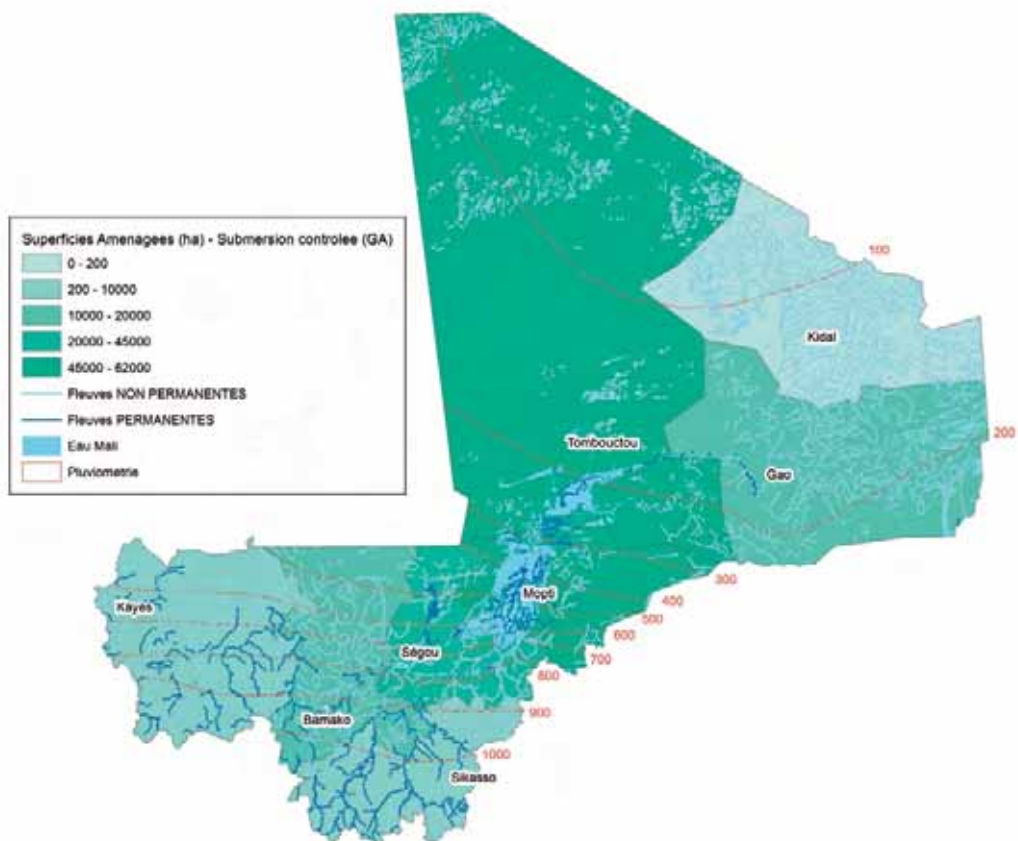 Superficies Amenagees (ha) - Submersion controlee (GA)
0 - 200
200 - 10000
10000 - 20000
20000 - 45000
45000 - 62000
Fleuves NON PERMANENTES
Fleuves PERMANENTES
Eau Mali
Pluviometrie
100
Kidal
200
Tombouctou
Gao
300
400
500
600
700
800
900
1000
Mopti
Kayes
Ségou
Bamako
Sikasso